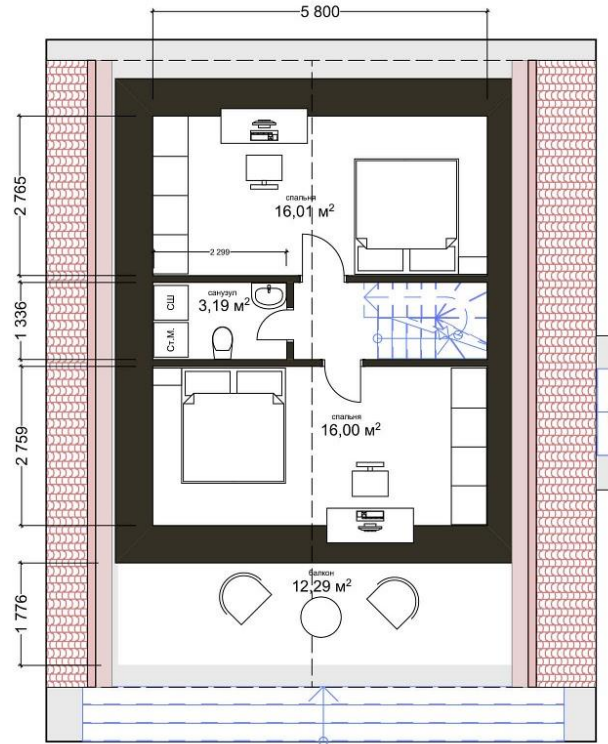 5 800
2 765
спальня
16,01 м²
2 299
1 336
санузул
3,19 м²
СШ
Ст.М.
2 759
спальня
16,00 м²
балкон
12,29 м²
1 776